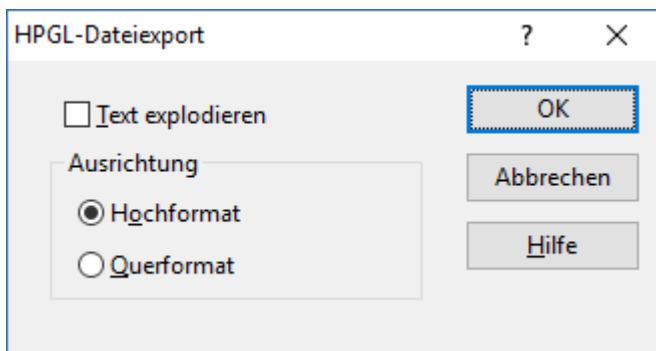 HPGL-Dateiexport ?
Text explodieren
OK
Ausrichtung
Abbrechen
Hochformat
Hilfe
Querformat